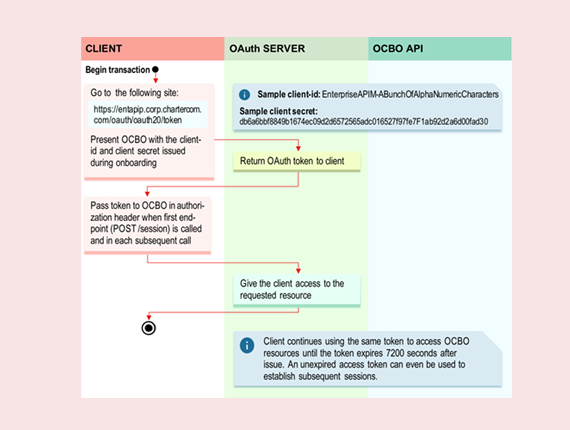 CLIENT
OAuth SERVER
OCBO API
Begin transaction
Go to the following site:
https://entapip.corp.chartercom.
com/oauth/oauth20/token
Present OCBO with the client-
id and client secret issued
during onboarding
Sample client-id: EnterpriseAPIM-ABunchOfAlphaNumericCharacters
Sample client secret:
db6a6bbf8849b1674ec09d2d6572565adc016527f97fe7F1ab92d2a6d00fad30
Return OAuth token to client
Pass token to OCBO in author-
ization header when first end-
point (POST /session) is called
and in each subsequent call
Give the client access to the
requested resource
Client continues using the same token to access OCBO
resources until the token expires 7200 seconds after
issue. An unexpired access token can even be used to
establish subsequent sessions.